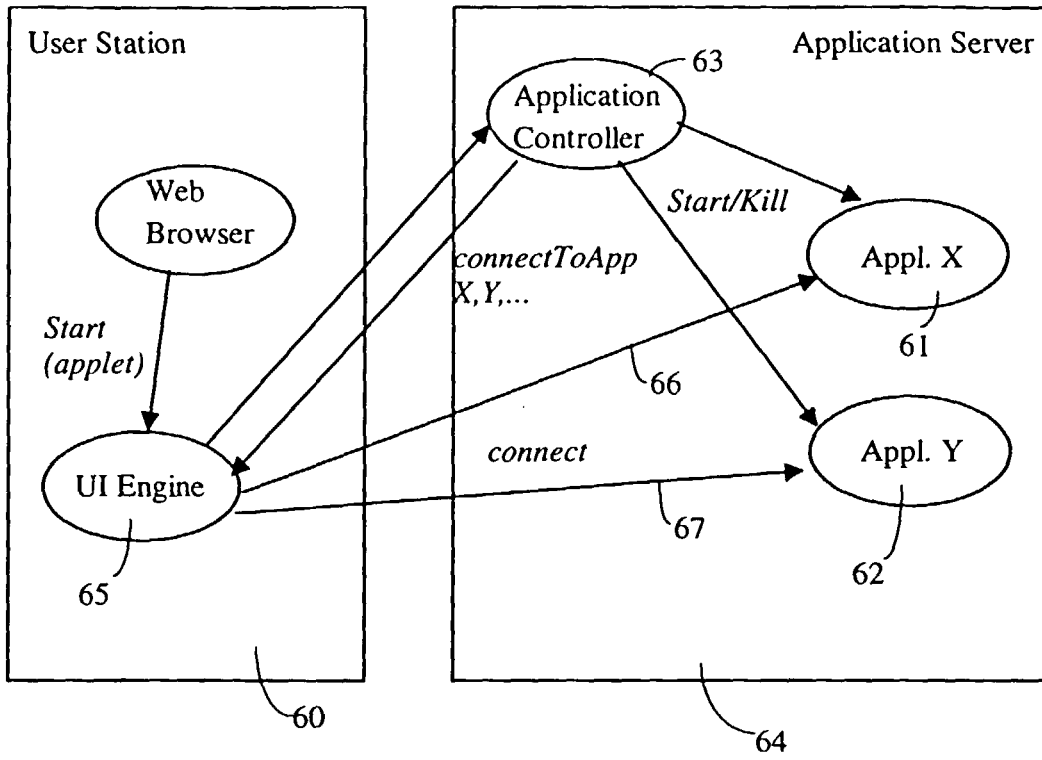 User Station
Application Server
63
Application
Controller
Web
Browser
Start/Kill
connectToApp
X,Y,...
Appl. X
Start
(applet)
61
66
connect
Appl. Y
UI Engine
67
62
65
60
64